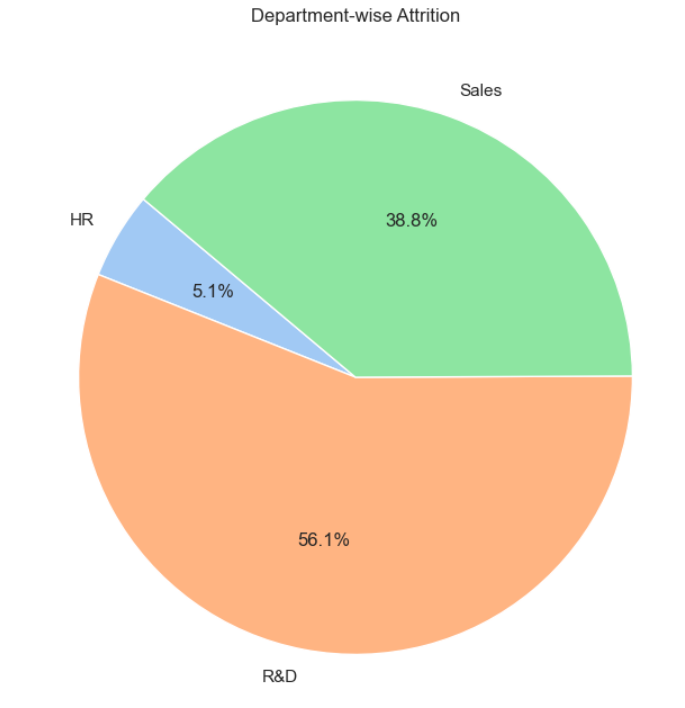 Department-wise Attrition
Sales
38.8%
HR
5.1%
56.1%
R&D